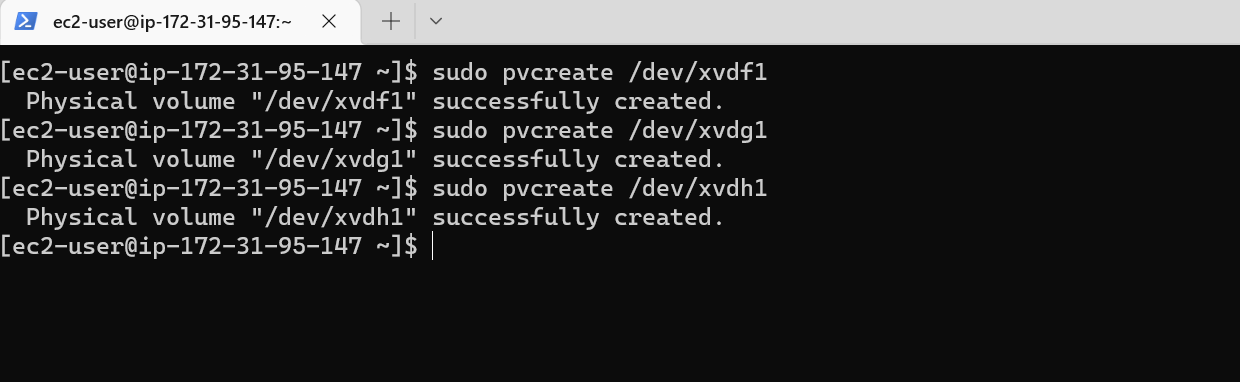 ec2-user@ip-172-31-95-147:~
[ec2-user@ip-172-31-95-147 ~]$ sudo pvcreate /dev/xvdf1
  Physical volume "/dev/xvdf1" successfully created.
[ec2-user@ip-172-31-95-147 ~]$ sudo pvcreate /dev/xvdg1
  Physical volume "/dev/xvdg1" successfully created.
[ec2-user@ip-172-31-95-147 ~]$ sudo pvcreate /dev/xvdh1
  Physical volume "/dev/xvdh1" successfully created.
[ec2-user@ip-172-31-95-147 ~]$